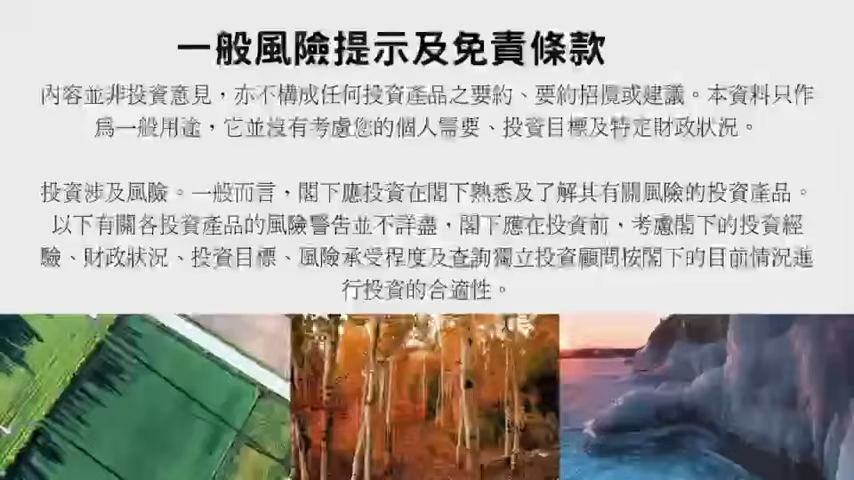 一般風險提示及免責條款
內容並非投資意見，亦不構成任何投資產品之要約、要約招攬或建議。本資料只作
為一般用途，它並沒有考慮您的個人需要、投資目標及特定財政狀況。
投資涉及風險。一般而言，閣下應投資在閣下熟悉及了解其有關風險的投資產品。
以下有關各投資產品的風險警告並不詳盡，閣下應在投資前，考慮閣下的投資經
驗、財政狀況、投資目標、風險承受程度及查詢獨立投資顧問按閣下的目前情況進
行投資的合適性。